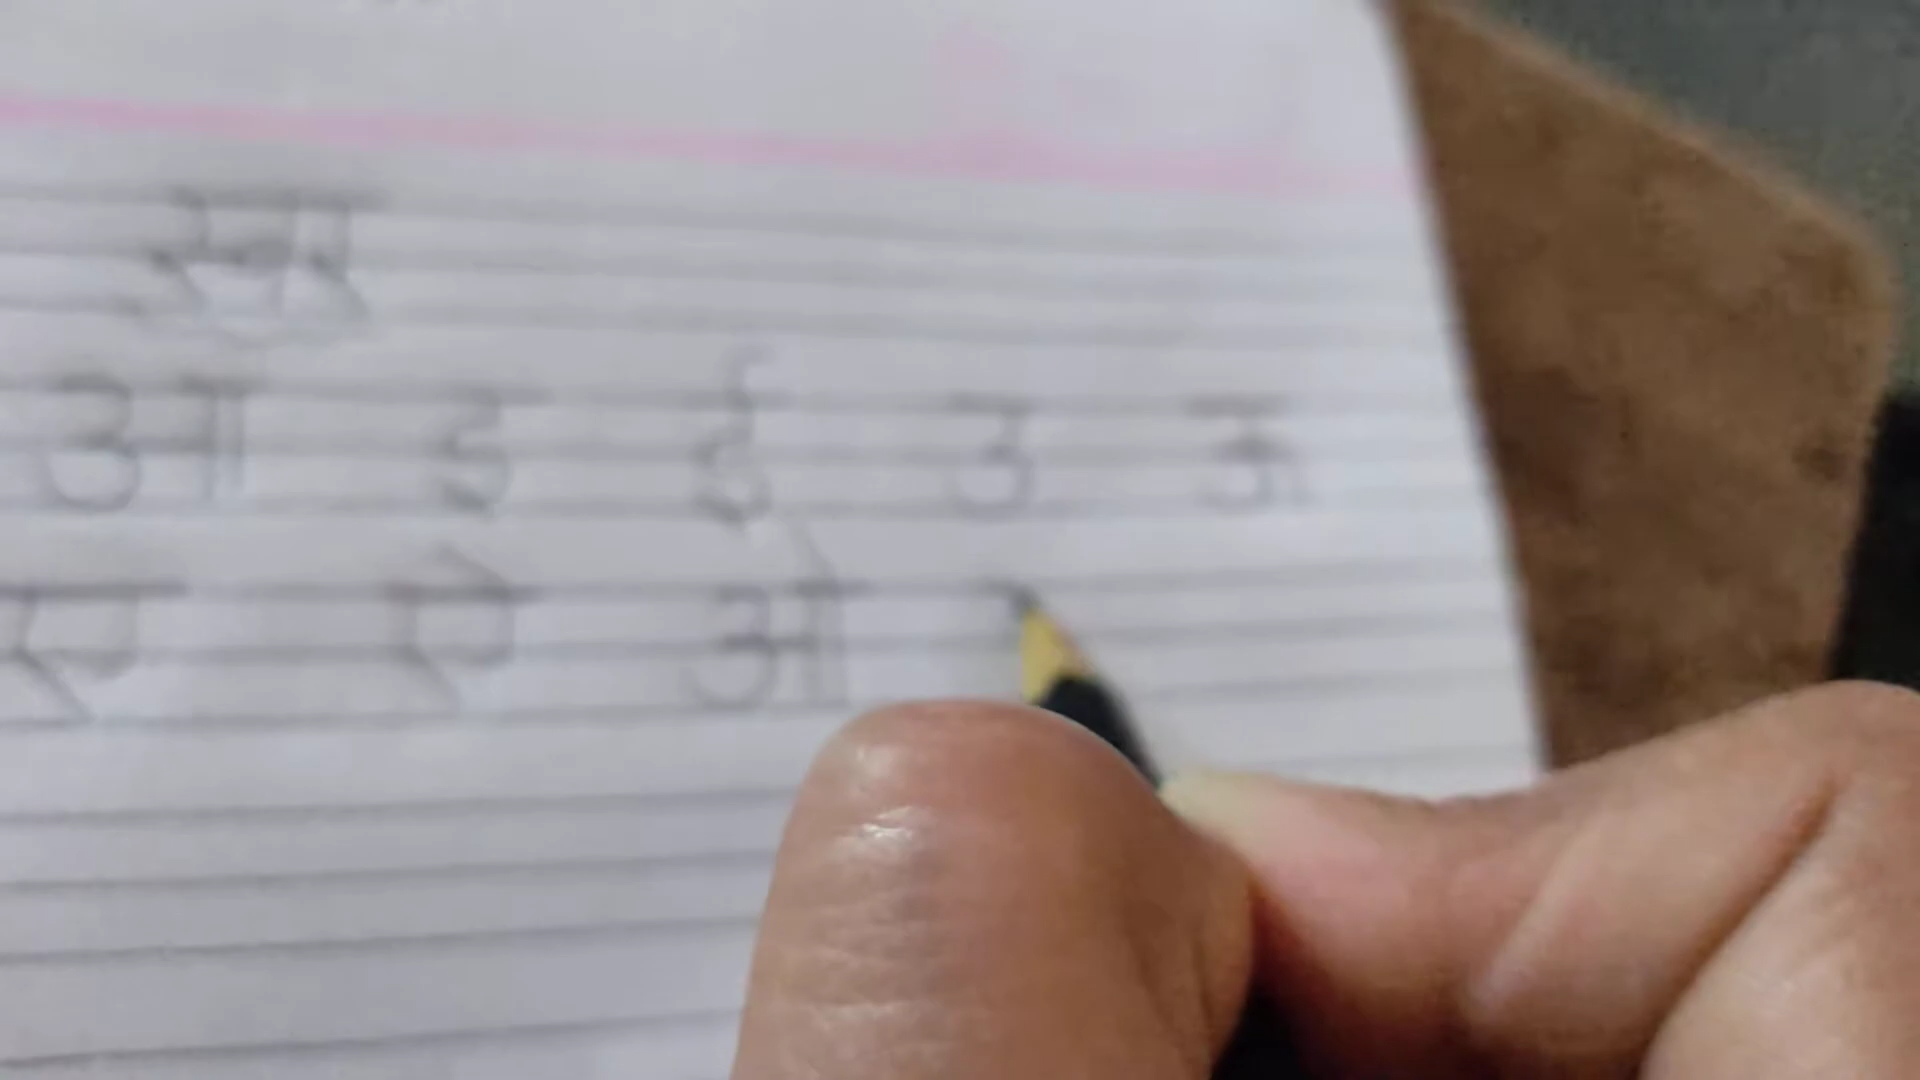 स्वर
आ इ ई उ ऊ
ए ऐ ओ